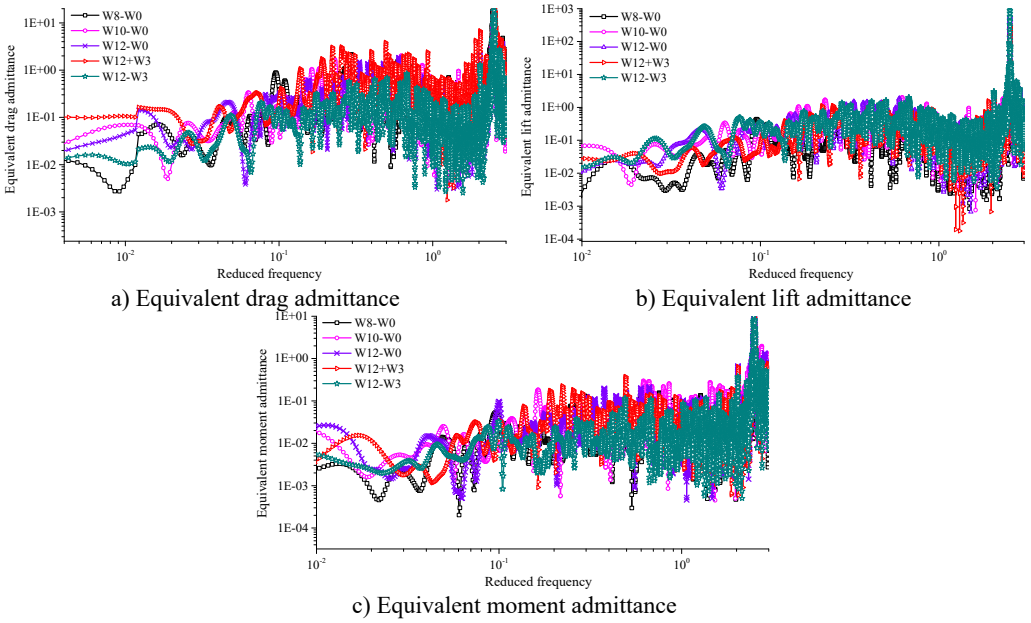 1E+01
1E+00
1E-01
1E-02
1E-03
Equivalent drag admittance
W8-W0
W10-W0
W12-W0
W12+W3
W12-W3
10-2
10-1
100
Reduced frequency
a) Equivalent drag admittance
1E+03
1E+02
1E+01
1E+00
1E-01
1E-02
1E-03
1E-04
Equivalent lift admittance
W8-W0
W10-W0
W12-W0
W12+W3
W12-W3
10-2
10-1
100
Reduced frequency
b) Equivalent lift admittance
1E+01
1E+00
1E-01
1E-02
1E-03
1E-04
Equivalent moment admittance
W8-W0
W10-W0
W12-W0
W12+W3
W12-W3
10-2
10-1
100
Reduced frequency
c) Equivalent moment admittance